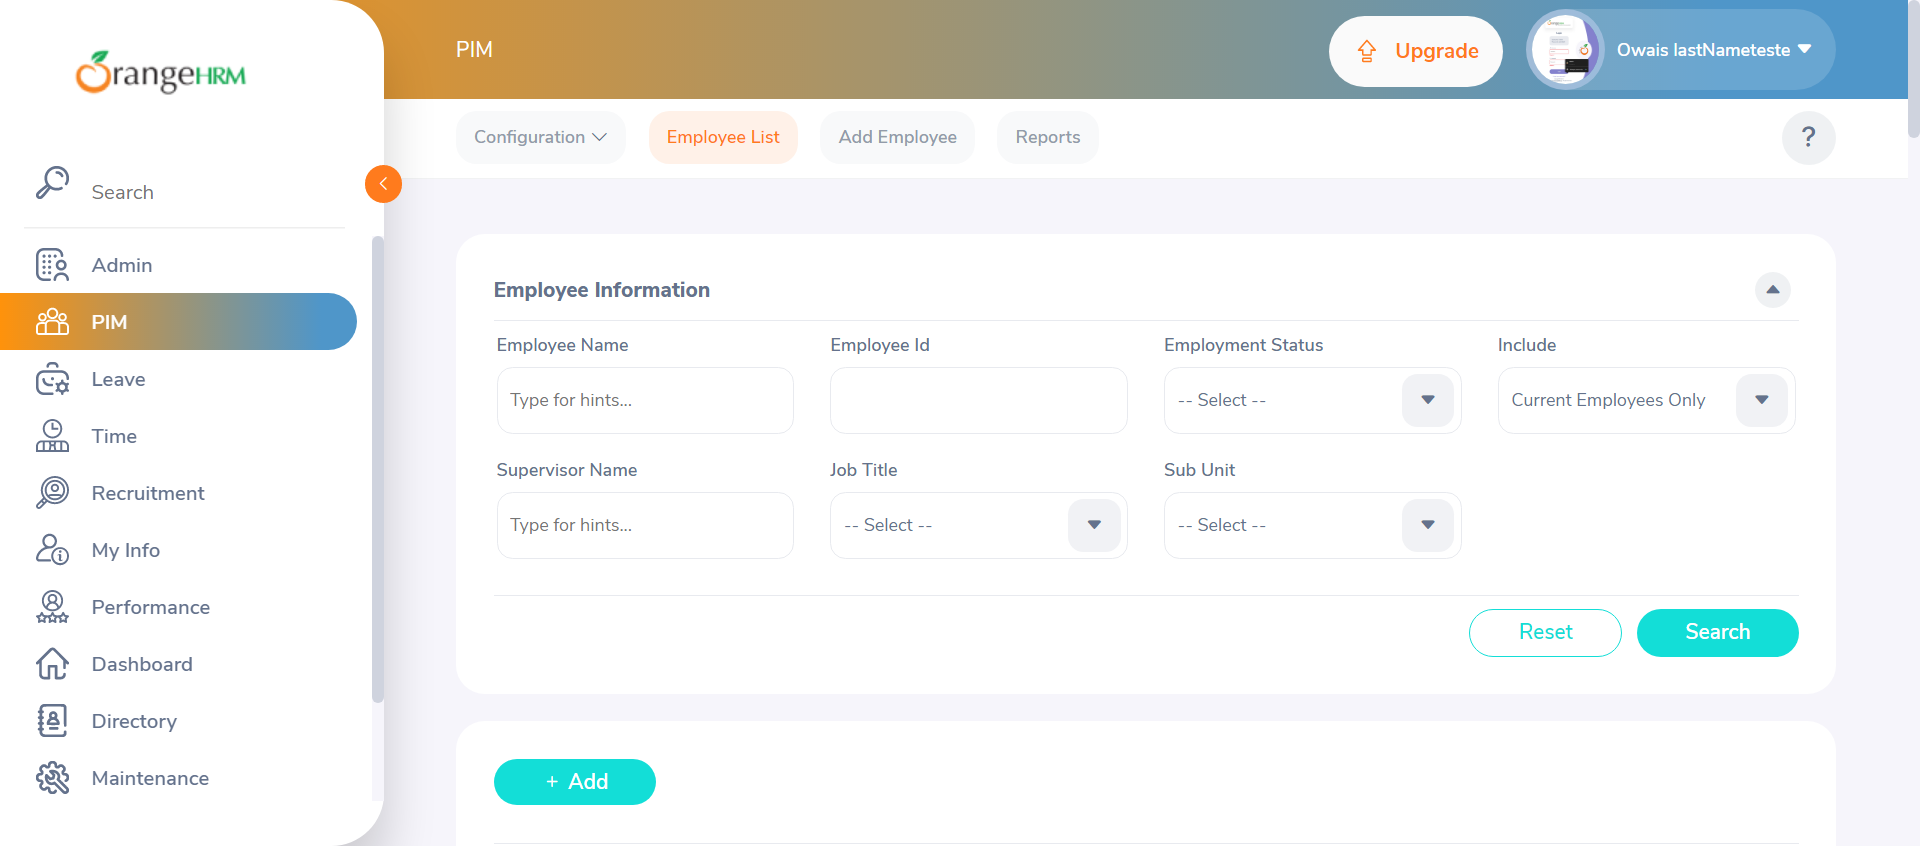 OrangeHRM
PIM
Upgrade
Owais lastNameteste
Configuration
Employee List
Add Employee
Reports
?
Search
Admin
PIM
Leave
Time
Recruitment
My Info
Performance
Dashboard
Directory
Maintenance
Employee Information
Employee Name
Employee Id
Employment Status
Include
Type for hints...
-- Select --
Current Employees Only
Supervisor Name
Job Title
Sub Unit
Type for hints...
-- Select --
-- Select --
Reset
Search
+ Add